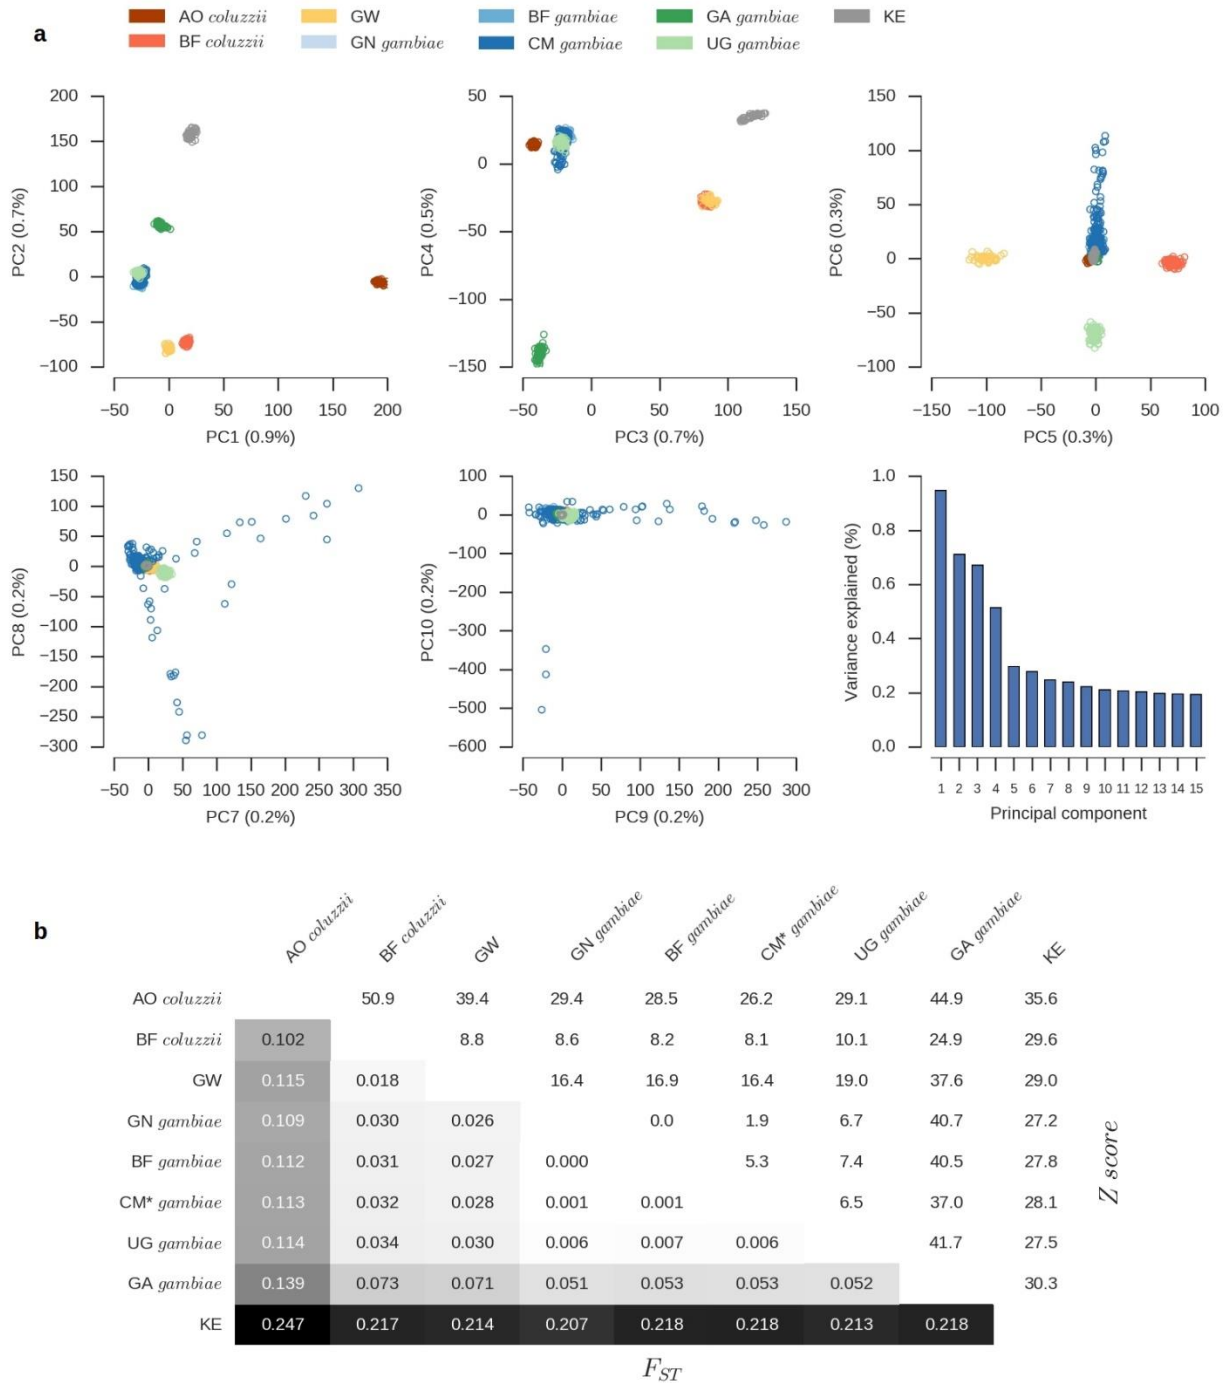 a
AO coluzzii GW BF gambiae GA gambiae KE
BF coluzzii GN gambiae CM gambiae UG gambiae
200
150
100
50
0
−50
−100
PC2 (0.7%)
−50 0 50 100 150 200
PC1 (0.9%)
50
0
−50
−100
−150
PC4 (0.5%)
−50 0 50 100 150
PC3 (0.7%)
150
100
50
0
−50
−100
PC6 (0.3%)
−150 −100 −50 0 50 100
PC5 (0.3%)
150
100
50
0
−50
−100
−150
−200
−250
−300
PC8 (0.2%)
−50 0 50 100 150 200 250 300 350
PC7 (0.2%)
100
0
−100
−200
−300
−400
−500
−600
PC10 (0.2%)
−50 0 50 100 150 200 250 300
PC9 (0.2%)
1.0
0.8
0.6
0.4
0.2
0.0
Variance explained (%)
1 2 3 4 5 6 7 8 9 10 11 12 13 14 15
Principal component
b
AO coluzzii BF coluzzii GW GN gambiae BF gambiae CM* gambiae UG gambiae GA gambiae KE
AO coluzzii 50.9 39.4 29.4 28.5 26.2 29.1 44.9 35.6
BF coluzzii 0.102 8.8 8.6 8.2 8.1 10.1 24.9 29.6
GW 0.115 0.018 16.4 16.9 16.4 19.0 37.6 29.0
GN gambiae 0.109 0.030 0.026 0.0 1.9 6.7 40.7 27.2
BF gambiae 0.112 0.031 0.027 0.000 5.3 7.4 40.5 27.8
CM* gambiae 0.113 0.032 0.028 0.001 0.001 6.5 37.0 28.1
UG gambiae 0.114 0.034 0.030 0.006 0.007 0.006 41.7 27.5
GA gambiae 0.139 0.073 0.071 0.051 0.053 0.053 0.052 30.3
KE 0.247 0.217 0.214 0.207 0.218 0.218 0.213 0.218
Z score
F_ST